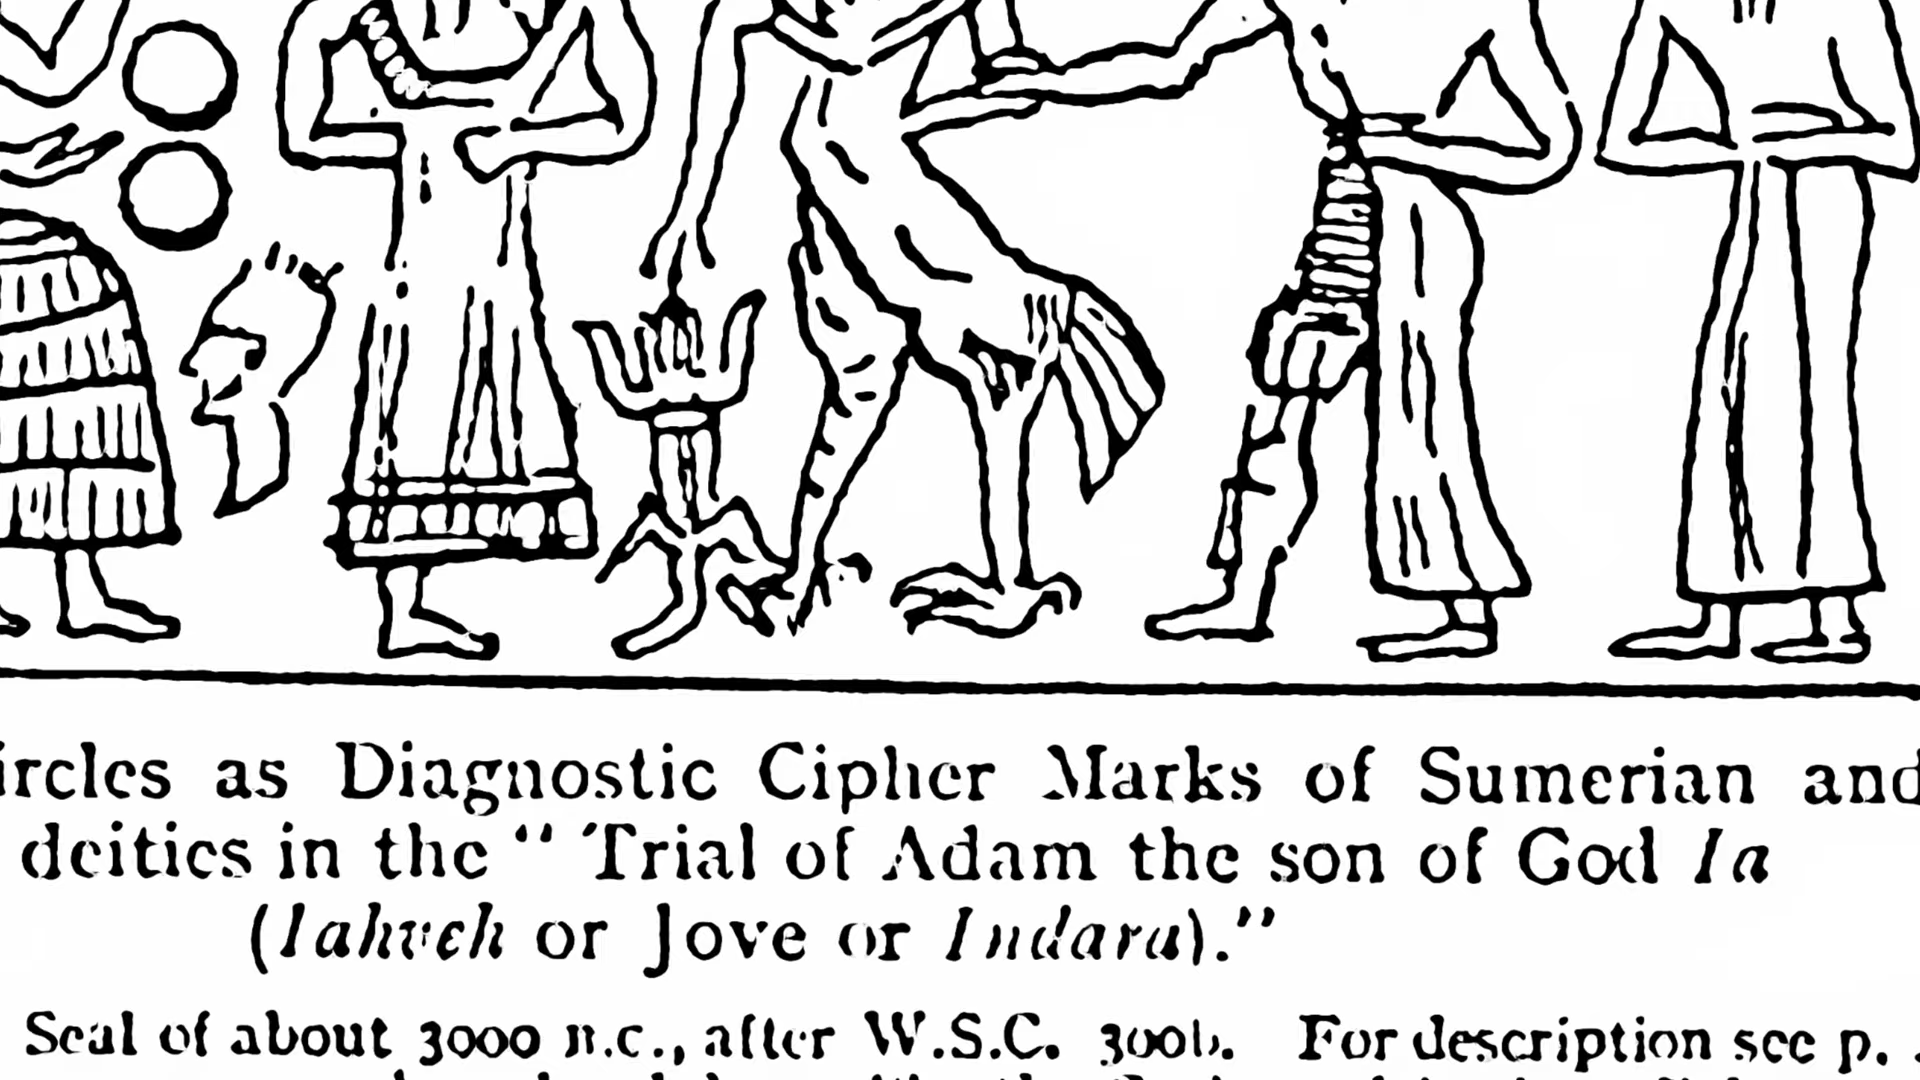 ircles as Diagnostic Cipher Marks of Sumerian and
deities in the "Trial of Adam the son of God Ia
(Iahveh or Jove or Indara)."
Seal of about 3000 B.C., after W.S.C. 300b. For description see p.